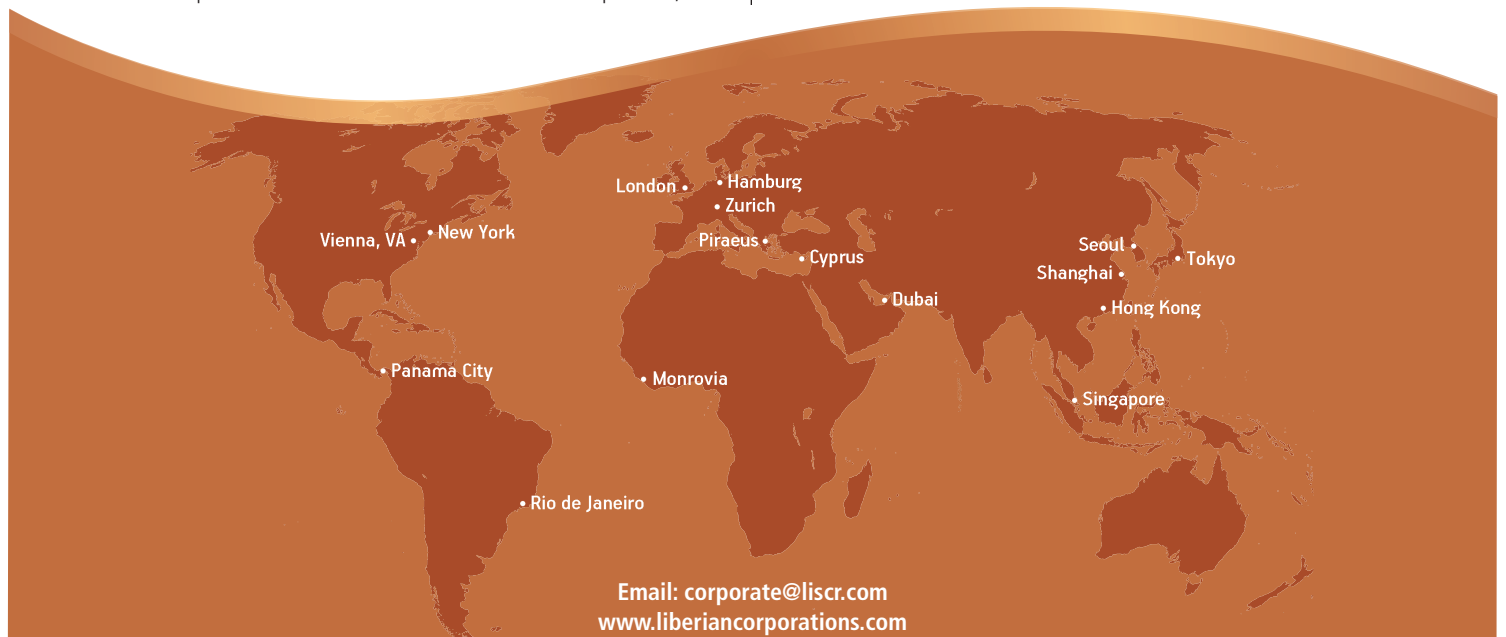 London
Hamburg
Zurich
Vienna, VA
New York
Piraeus
Cyprus
Seoul
Tokyo
Shanghai
Dubai
Hong Kong
Panama City
Monrovia
Singapore
Rio de Janeiro
Email: corporate@liscr.com
www.liberiancorporations.com